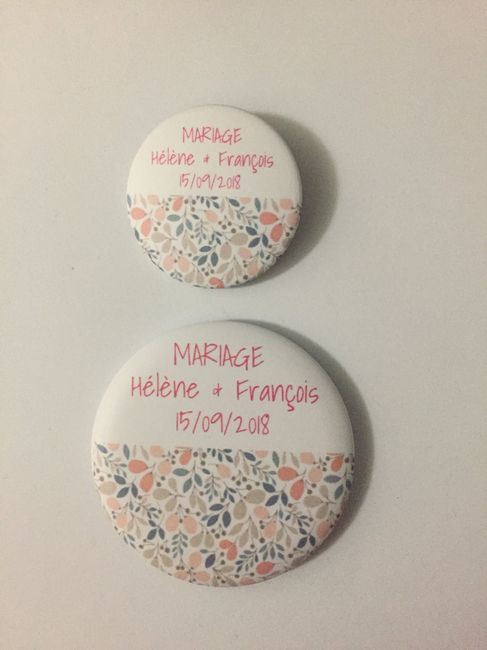 MARIAGE
Hélène & François
15/09/2018
MARIAGE
Hélène & François
15/09/2018